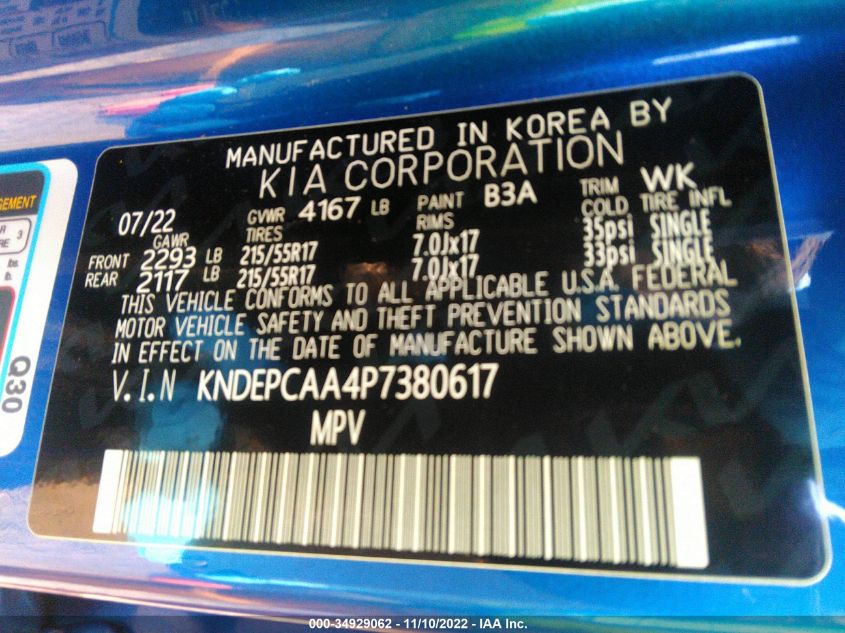 MANUFACTURED IN KOREA BY
KIA CORPORATION
07/22 GVWR 4167 LB PAINT B3A TRIM WK
GAWR TIRES RIMS COLD TIRE INFL
FRONT 2293 LB 215/55R17 7.0Jx17 35psi SINGLE
REAR 2117 LB 215/55R17 7.0Jx17 33psi SINGLE
THIS VEHICLE CONFORMS TO ALL APPLICABLE U.S.A. FEDERAL
MOTOR VEHICLE SAFETY AND THEFT PREVENTION STANDARDS
IN EFFECT ON THE DATE OF MANUFACTURE SHOWN ABOVE.
V.I.N KNDEPCAA4P7380617
MPV
Q30
000-34929062 - 11/10/2022 - IAA Inc.